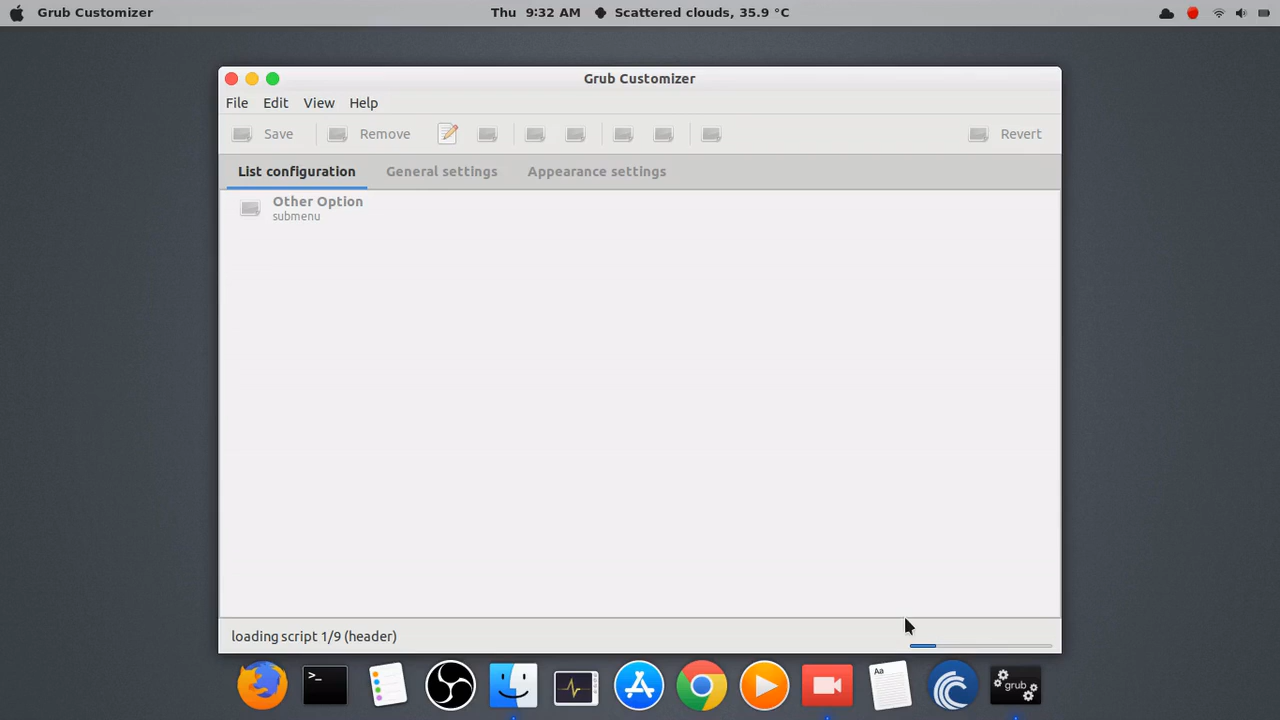 Grub Customizer
Thu 9:32 AM Scattered clouds, 35.9 °C
Grub Customizer
File Edit View Help
Save Remove Revert
List configuration General settings Appearance settings
Other Option
submenu
loading script 1/9 (header)
>_
Aa
grub